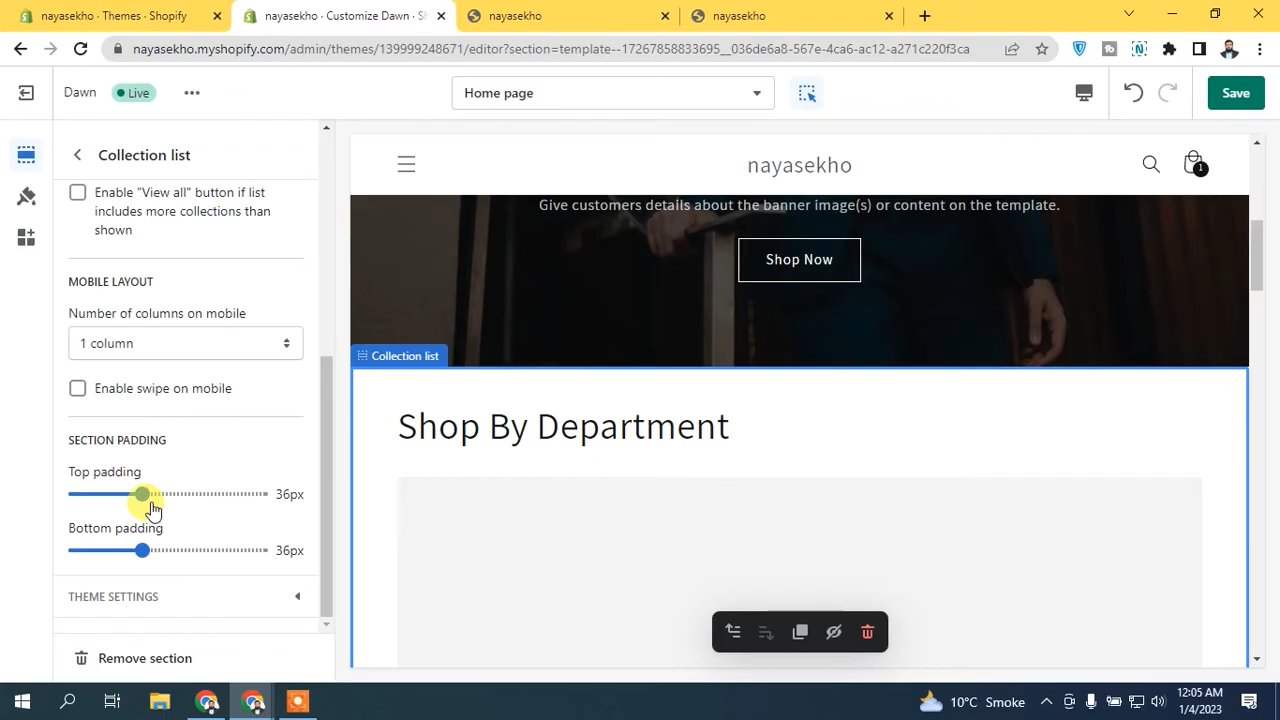 nayasekho - Themes - Shopify
nayasekho - Customize Dawn - Sh
nayasekho
nayasekho
nayasekho.myshopify.com/admin/themes/139999248671/editor?section=template--17267858833695__03bde6a8-567e-4ca6-ac12-a271c220f3ca
Dawn
Live
Home page
Save
Collection list
Enable "View all" button if list
includes more collections than
shown
MOBILE LAYOUT
Number of columns on mobile
1 column
Enable swipe on mobile
SECTION PADDING
Top padding
36px
Bottom padding
36px
THEME SETTINGS
Remove section
nayasekho
1
Give customers details about the banner image(s) or content on the template.
Shop Now
Collection list
Shop By Department
10°C Smoke
12:05 AM
1/4/2023